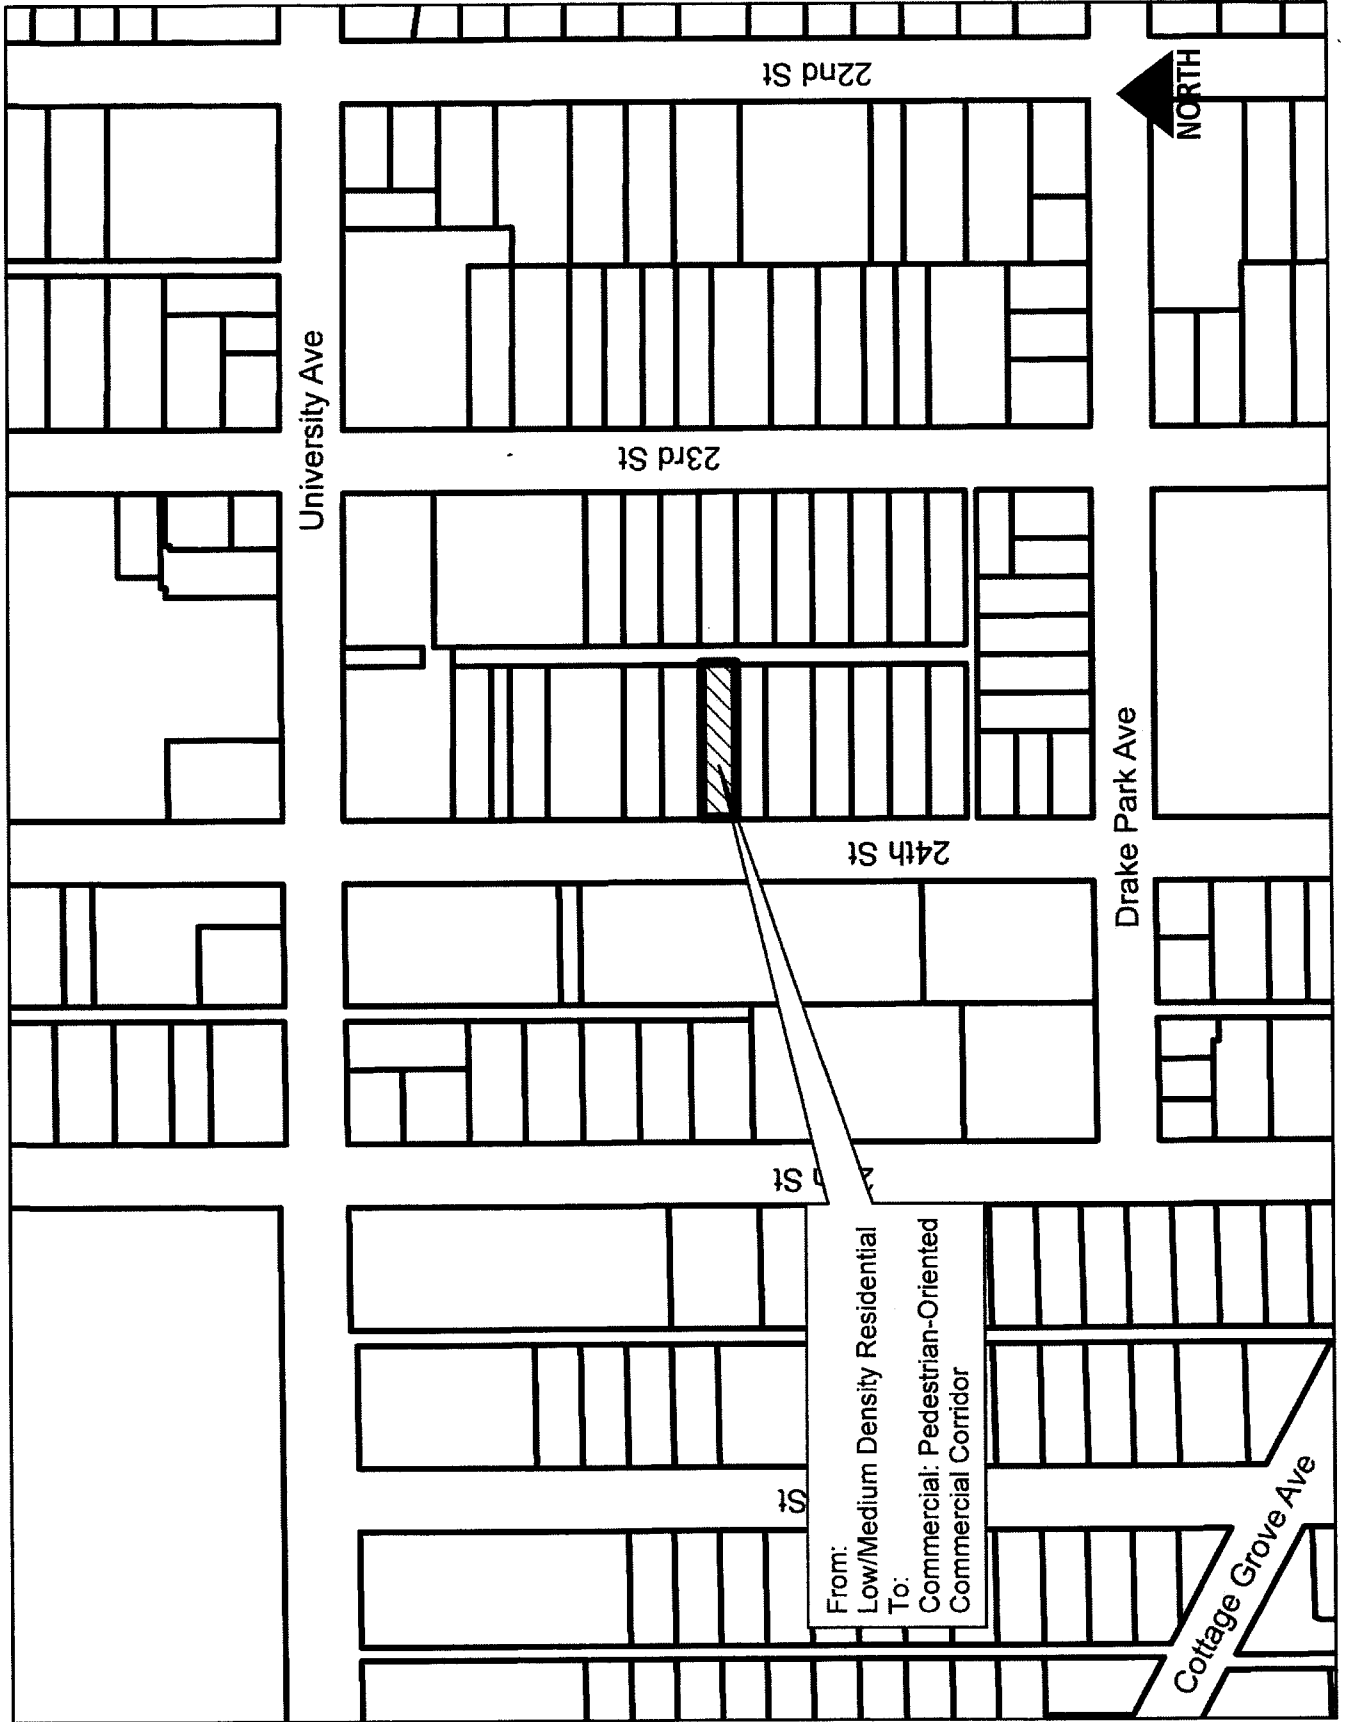 22nd St
NORTH
University Ave
23rd St
24th St
Drake Park Ave
St
St
From:
Low/Medium Density Residential
To:
Commercial: Pedestrian-Oriented
Commercial Corridor
Cottage Grove Ave